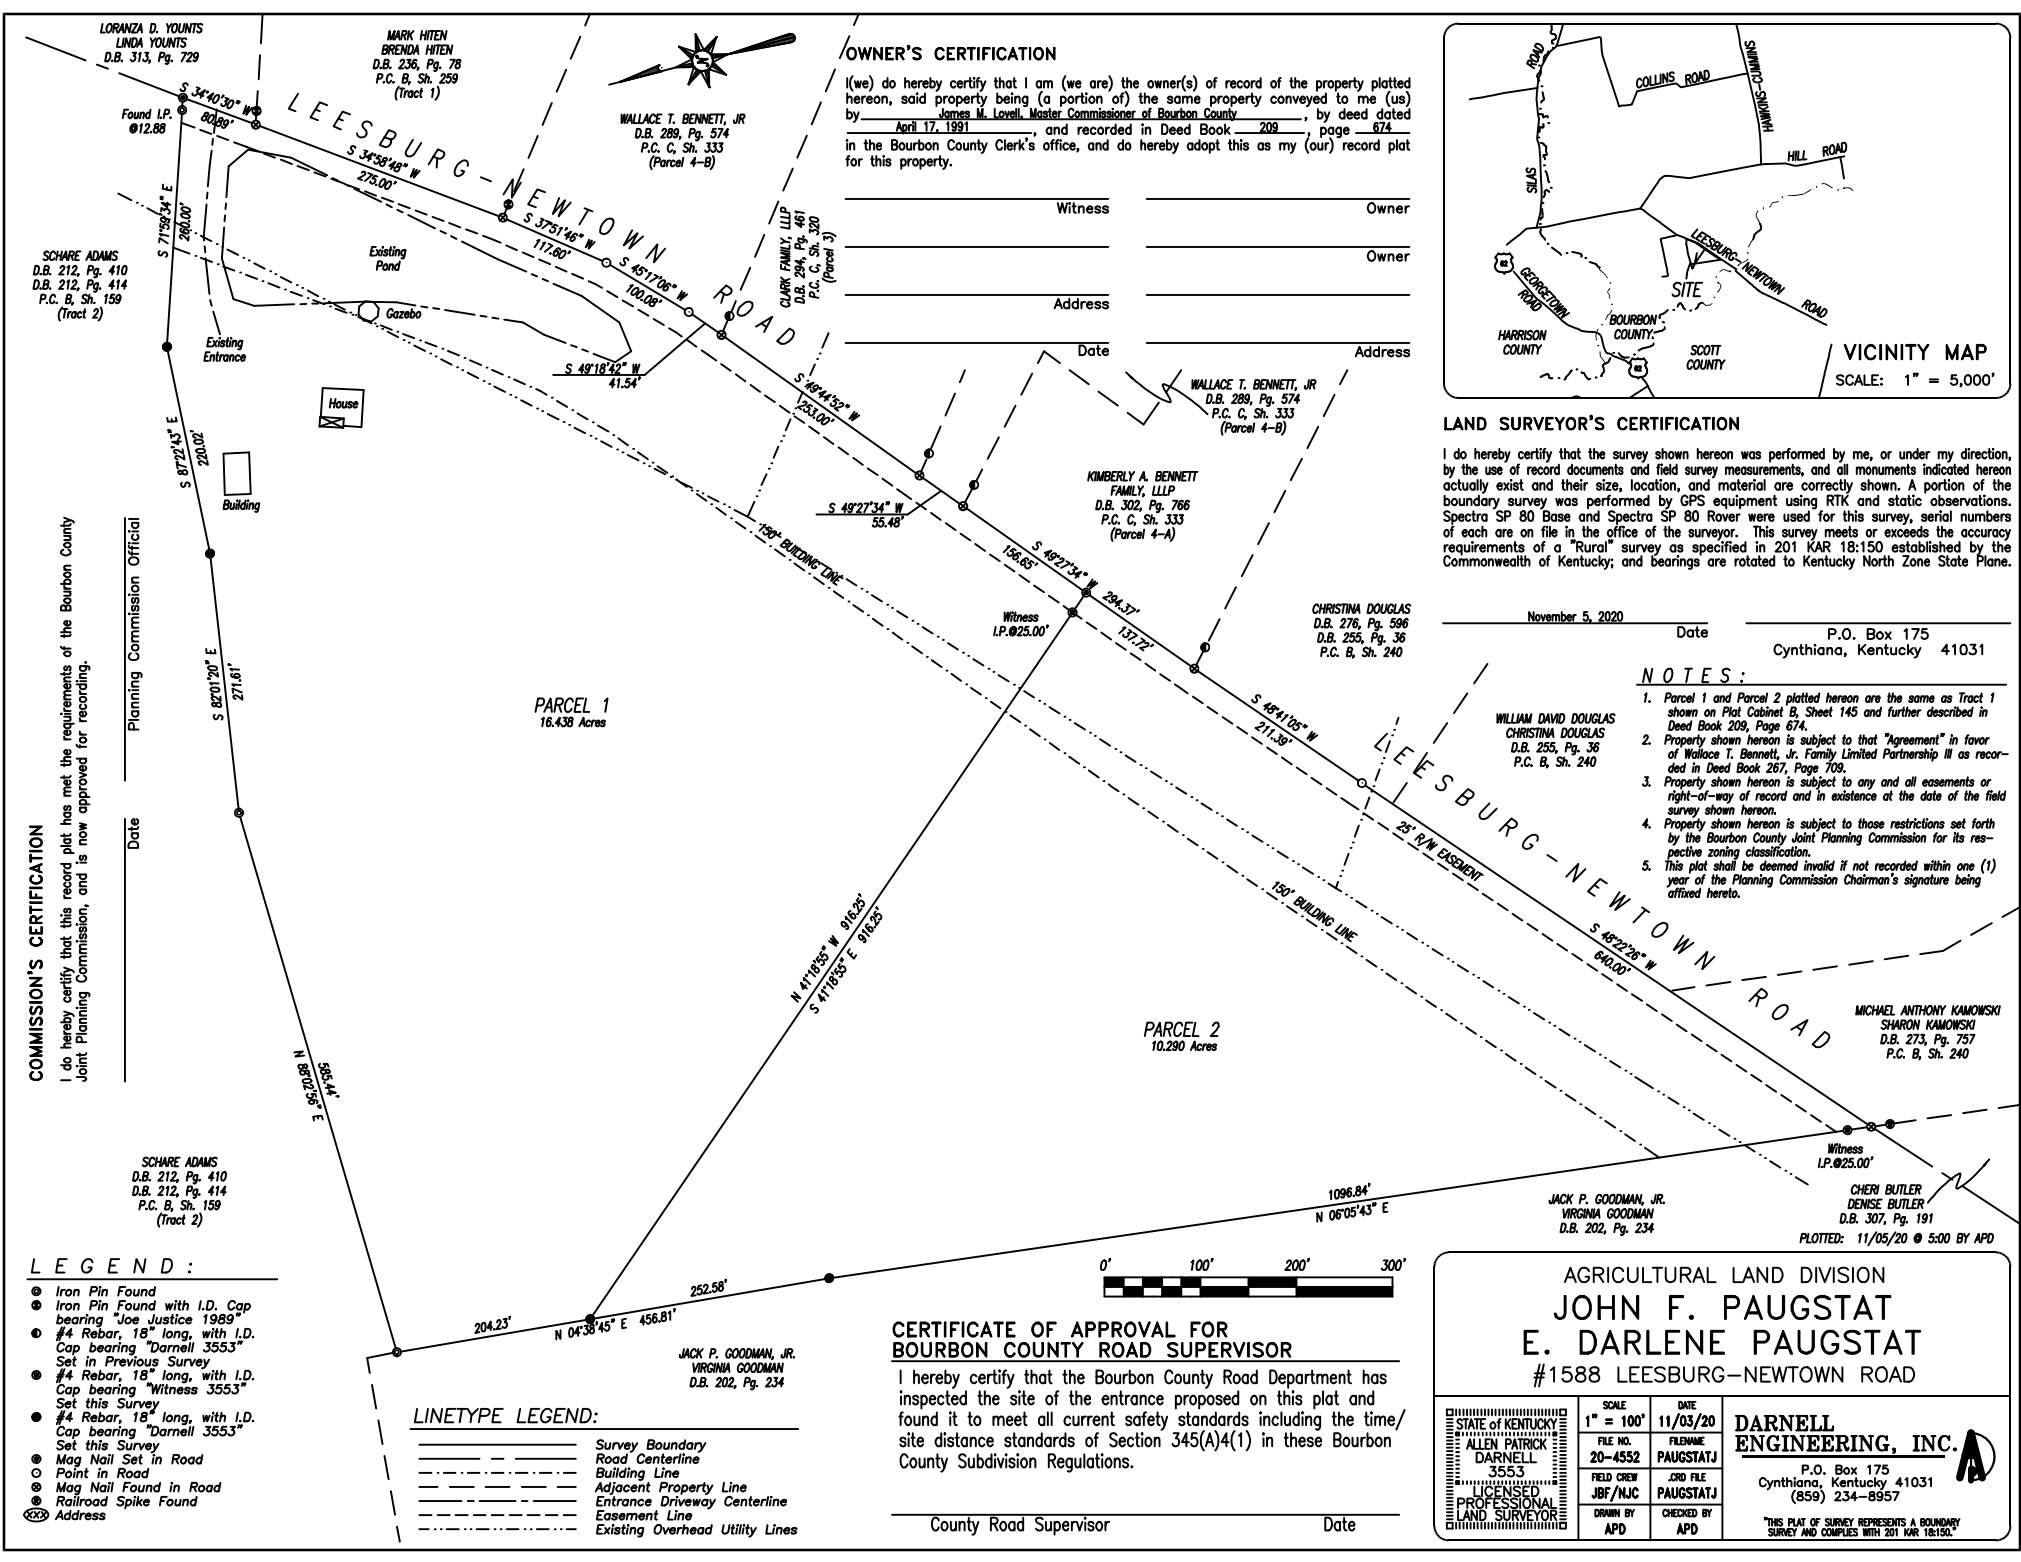 LORANZA D. YOUNTS
LINDA YOUNTS
D.B. 313, Pg. 729
MARK HITEN
BRENDA HITEN
D.B. 236, Pg. 78
P.C. B, Sh. 259
(Tract 1)
WALLACE T. BENNETT, JR
D.B. 289, Pg. 574
P.C. C, Sh. 333
(Parcel 4-B)
N
CLARK FAMILY, LLLP
D.B. 294, Pg. 461
P.C. C, Sh. 320
(Parcel 3)
Found I.P.
@12.88
S 34°40'30" W
80.89'
LEESBURG-NEWTOWN ROAD
S 34°58'48" W
275.00'
S 37°51'46" W
117.60'
S 45°17'06" W
100.08'
S 49°18'42" W
41.54'
S 49°44'52" W
253.00'
S 49°27'34" W
55.48'
S 49°27'34" W
294.37'
156.65'
137.72'
S 48°41'05" W
211.39'
S 48°22'26" W
640.00'
S 71°59'34" E
260.00'
SCHARE ADAMS
D.B. 212, Pg. 410
D.B. 212, Pg. 414
P.C. B, Sh. 159
(Tract 2)
Existing
Pond
Gazebo
Existing
Entrance
House
Building
S 87°22'43" E
220.02'
S 82°01'20" E
271.61'
N 88°02'56" E
585.44'
150' BUILDING LINE
Witness
I.P.@25.00'
PARCEL 1
16.438 Acres
N 41°18'55" W 916.25'
S 41°18'55" E 916.25'
PARCEL 2
10.290 Acres
25' R/W EASEMENT
150' BUILDING LINE
LEESBURG-NEWTOWN ROAD
WALLACE T. BENNETT, JR
D.B. 289, Pg. 574
P.C. C, Sh. 333
(Parcel 4-B)
KIMBERLY A. BENNETT
FAMILY, LLLP
D.B. 302, Pg. 766
P.C. C, Sh. 333
(Parcel 4-A)
CHRISTINA DOUGLAS
D.B. 276, Pg. 596
D.B. 255, Pg. 36
P.C. B, Sh. 240
WILLIAM DAVID DOUGLAS
CHRISTINA DOUGLAS
D.B. 255, Pg. 36
P.C. B, Sh. 240
MICHAEL ANTHONY KAMOWSKI
SHARON KAMOWSKI
D.B. 273, Pg. 757
P.C. B, Sh. 240
Witness
I.P.@25.00'
CHERI BUTLER
DENISE BUTLER
D.B. 307, Pg. 191
JACK P. GOODMAN, JR.
VIRGINIA GOODMAN
D.B. 202, Pg. 234
1096.84'
N 06°05'43" E
252.58'
204.23'
N 04°38'45" E 456.81'
JACK P. GOODMAN, JR.
VIRGINIA GOODMAN
D.B. 202, Pg. 234
SCHARE ADAMS
D.B. 212, Pg. 410
D.B. 212, Pg. 414
P.C. B, Sh. 159
(Tract 2)
OWNER'S CERTIFICATION
I(we) do hereby certify that I am (we are) the owner(s) of record of the property platted
hereon, said property being (a portion of) the same property conveyed to me (us)
by James M. Lovell, Master Commissioner of Bourbon County, by deed dated
April 17, 1991, and recorded in Deed Book 209, page 674
in the Bourbon County Clerk's office, and do hereby adopt this as my (our) record plat
for this property.
Witness Owner
Owner
Address
Date Address
COLLINS ROAD
HAWKINS-CUMMINS
HILL ROAD
SILAS ROAD
LEESBURG-NEWTOWN ROAD
62
GEORGETOWN ROAD
SITE
HARRISON
COUNTY
BOURBON
COUNTY
SCOTT
COUNTY
62
VICINITY MAP
SCALE: 1" = 5,000'
LAND SURVEYOR'S CERTIFICATION
I do hereby certify that the survey shown hereon was performed by me, or under my direction,
by the use of record documents and field survey measurements, and all monuments indicated hereon
actually exist and their size, location, and material are correctly shown. A portion of the
boundary survey was performed by GPS equipment using RTK and static observations.
Spectra SP 80 Base and Spectra SP 80 Rover were used for this survey, serial numbers
of each are on file in the office of the surveyor. This survey meets or exceeds the accuracy
requirements of a "Rural" survey as specified in 201 KAR 18:150 established by the
Commonwealth of Kentucky; and bearings are rotated to Kentucky North Zone State Plane.
November 5, 2020
Date
P.O. Box 175
Cynthiana, Kentucky 41031
NOTES:
1. Parcel 1 and Parcel 2 platted hereon are the same as Tract 1
shown on Plat Cabinet B, Sheet 145 and further described in
Deed Book 209, Page 674.
2. Property shown hereon is subject to that "Agreement" in favor
of Wallace T. Bennett, Jr. Family Limited Partnership III as recor-
ded in Deed Book 267, Page 709.
3. Property shown hereon is subject to any and all easements or
right-of-way of record and in existence at the date of the field
survey shown hereon.
4. Property shown hereon is subject to those restrictions set forth
by the Bourbon County Joint Planning Commission for its res-
pective zoning classification.
5. This plat shall be deemed invalid if not recorded within one (1)
year of the Planning Commission Chairman's signature being
affixed hereto.
COMMISSION'S CERTIFICATION
I do hereby certify that this record plat has met the requirements of the Bourbon County
Joint Planning Commission, and is now approved for recording.
Date Planning Commission Official
LEGEND:
Iron Pin Found
Iron Pin Found with I.D. Cap
bearing "Joe Justice 1989"
#4 Rebar, 18" long, with I.D.
Cap bearing "Darnell 3553"
Set in Previous Survey
#4 Rebar, 18" long, with I.D.
Cap bearing "Witness 3553"
Set this Survey
#4 Rebar, 18" long, with I.D.
Cap bearing "Darnell 3553"
Set this Survey
Mag Nail Set in Road
Point in Road
Mag Nail Found in Road
Railroad Spike Found
XXX Address
LINETYPE LEGEND:
Survey Boundary
Road Centerline
Building Line
Adjacent Property Line
Entrance Driveway Centerline
Easement Line
Existing Overhead Utility Lines
0' 100' 200' 300'
CERTIFICATE OF APPROVAL FOR
BOURBON COUNTY ROAD SUPERVISOR
I hereby certify that the Bourbon County Road Department has
inspected the site of the entrance proposed on this plat and
found it to meet all current safety standards including the time/
site distance standards of Section 345(A)4(1) in these Bourbon
County Subdivision Regulations.
County Road Supervisor Date
PLOTTED: 11/05/20 @ 5:00 BY APD
AGRICULTURAL LAND DIVISION
JOHN F. PAUGSTAT
E. DARLENE PAUGSTAT
#1588 LEESBURG-NEWTOWN ROAD
STATE of KENTUCKY
ALLEN PATRICK
DARNELL
3553
LICENSED
PROFESSIONAL
LAND SURVEYOR
SCALE
1" = 100'
DATE
11/03/20
FILE NO.
20-4552
FILENAME
PAUGSTATJ
FIELD CREW
JBF/NJC
.CRD FILE
PAUGSTATJ
DRAWN BY
APD
CHECKED BY
APD
DARNELL
ENGINEERING, INC.
P.O. Box 175
Cynthiana, Kentucky 41031
(859) 234-8957
"THIS PLAT OF SURVEY REPRESENTS A BOUNDARY
SURVEY AND COMPLIES WITH 201 KAR 18:150."